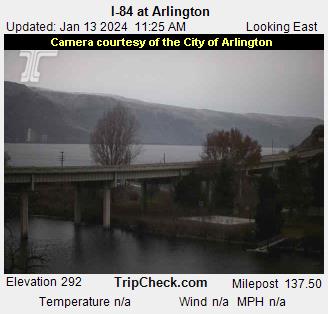 I-84 at Arlington
Updated: Jan 13 2024 11:25 AM Looking East
Camera courtesy of the City of Arlington
Elevation 292 TripCheck.com Milepost 137.50
Temperature n/a Wind n/a MPH n/a